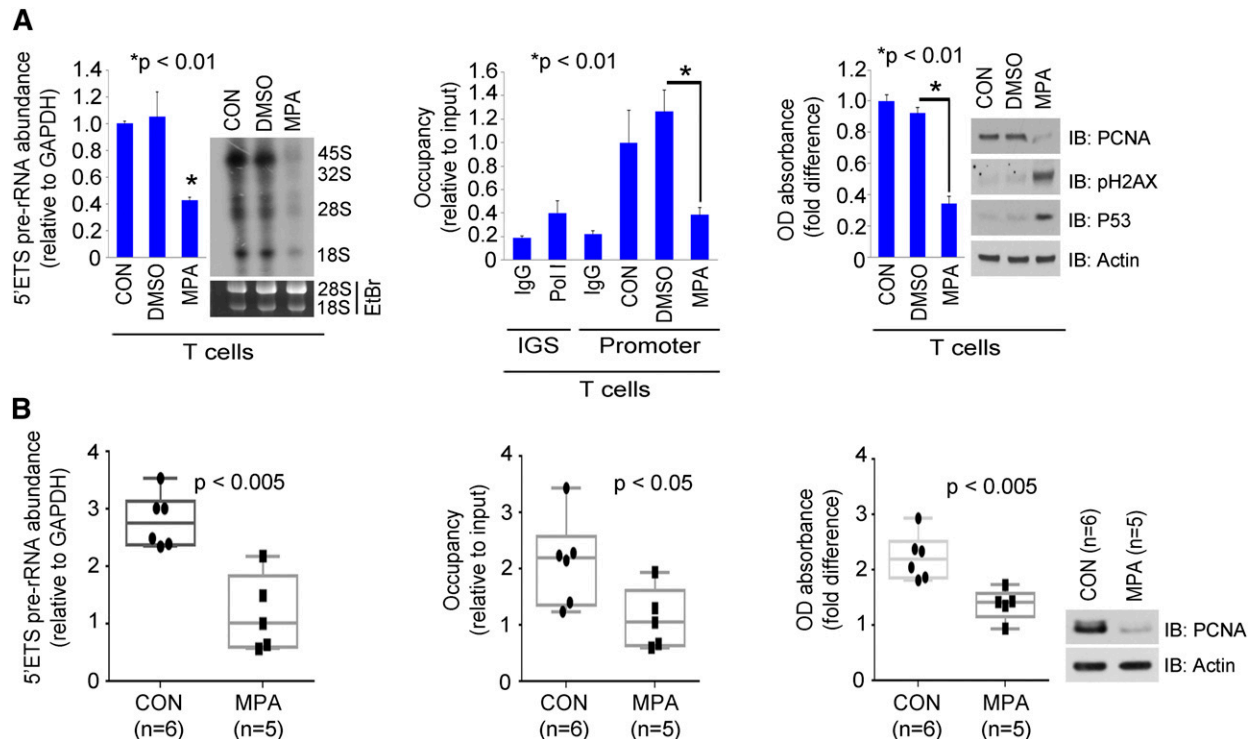 A
5'ETS pre-rRNA abundance
(relative to GAPDH)
*p < 0.01
1.4
1.2
1.0
0.8
0.6
0.4
0.2
0
*
CON
DMSO
MPA
CON
DMSO
MPA
45S
32S
28S
18S
28S
18S
EtBr
T cells
Occupancy
(relative to input)
*p < 0.01
1.6
1.4
1.2
1.0
0.8
0.6
0.4
0.2
0
*
IgG
Pol I
IgG
CON
DMSO
MPA
IGS
Promoter
T cells
OD absorbance
(fold difference)
*p < 0.01
1.2
1.0
0.8
0.6
0.4
0.2
0
*
CON
DMSO
MPA
CON
DMSO
MPA
IB: PCNA
IB: pH2AX
IB: P53
IB: Actin
T cells
B
5'ETS pre-rRNA abundance
(relative to GAPDH)
4
3
2
1
0
p < 0.005
CON
(n=6)
MPA
(n=5)
Occupancy
(relative to input)
4
3
2
1
0
p < 0.05
CON
(n=6)
MPA
(n=5)
OD absorbance
(fold difference)
4
3
2
1
0
p < 0.005
CON
(n=6)
MPA
(n=5)
CON (n=6)
MPA (n=5)
IB: PCNA
IB: Actin